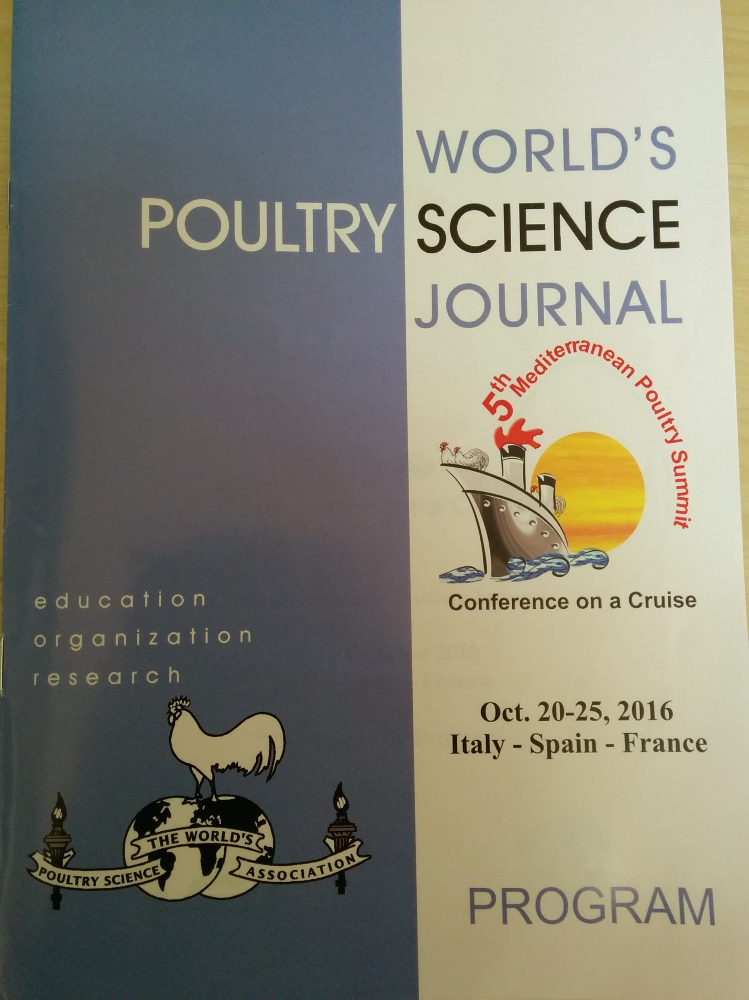 WORLD'S
POULTRY SCIENCE
JOURNAL
5th Mediterranean Poultry Summit
Conference on a Cruise
education
organization
research
Oct. 20-25, 2016
Italy - Spain - France
THE WORLD'S
POULTRY SCIENCE ASSOCIATION
PROGRAM